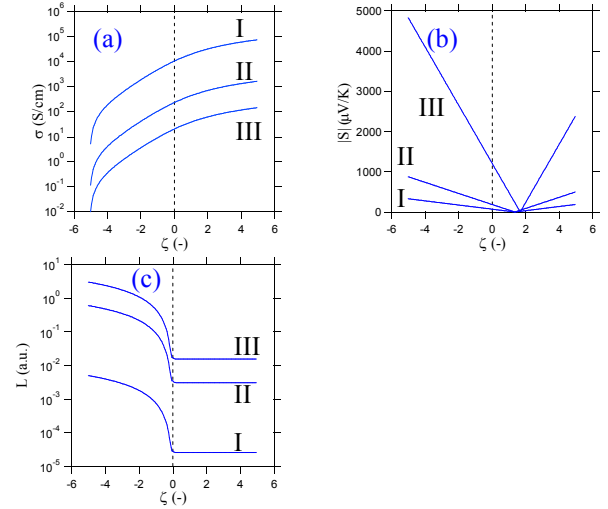 10^6
10^5
10^4
10^3
10^2
10^1
10^0
10^-1
10^-2
σ (S/cm)
(a)
I
II
III
-6 -4 -2 0 2 4 6
ζ (-)
5000
4000
3000
2000
1000
0
|S| (μV/K)
(b)
III
II
I
-6 -4 -2 0 2 4 6
ζ (-)
10^1
10^0
10^-1
10^-2
10^-3
10^-4
10^-5
L (a.u.)
(c)
III
II
I
-6 -4 -2 0 2 4 6
ζ (-)